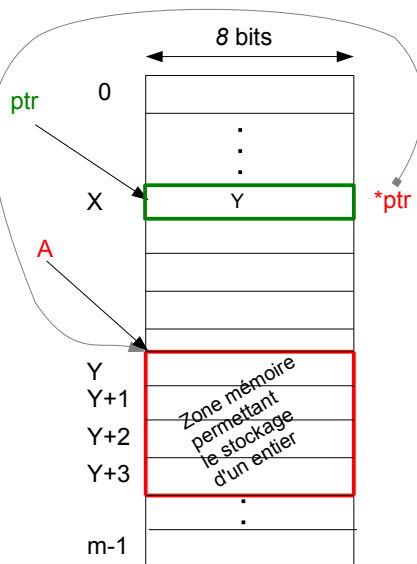 8 bits
0
ptr
X
Y
*ptr
A
Y
Y+1
Y+2
Y+3
Zone mémoire
permettant
le stockage
d'un entier
m-1